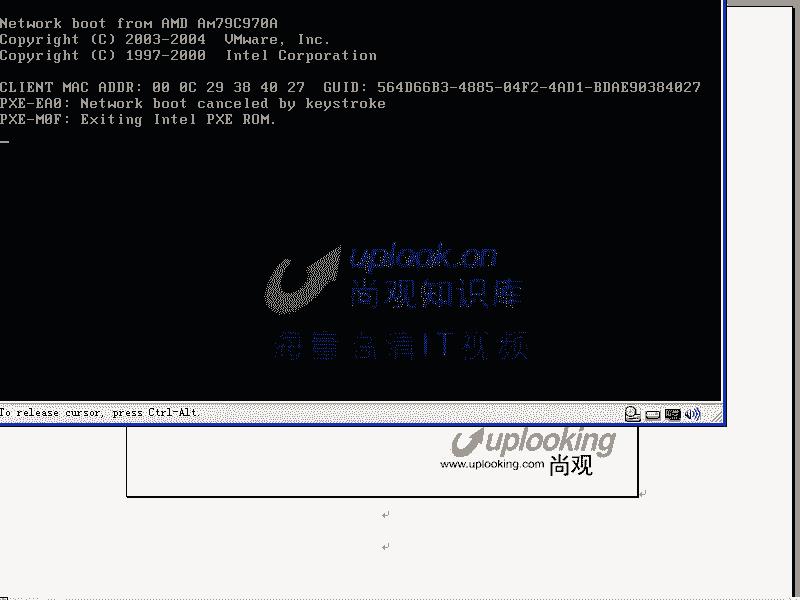 Network boot from AMD Am79C970A
Copyright (C) 2003-2004  VMware, Inc.
Copyright (C) 1997-2000  Intel Corporation
CLIENT MAC ADDR: 00 0C 29 38 40 27  GUID: 564D66B3-4885-04F2-4AD1-BDAE90384027
PXE-EA0: Network boot canceled by keystroke
PXE-M0F: Exiting Intel PXE ROM.
uplook.cn
尚观知识库
海量高清IT视频
To release cursor, press Ctrl-Alt.
uplooking
www.uplooking.com 尚观